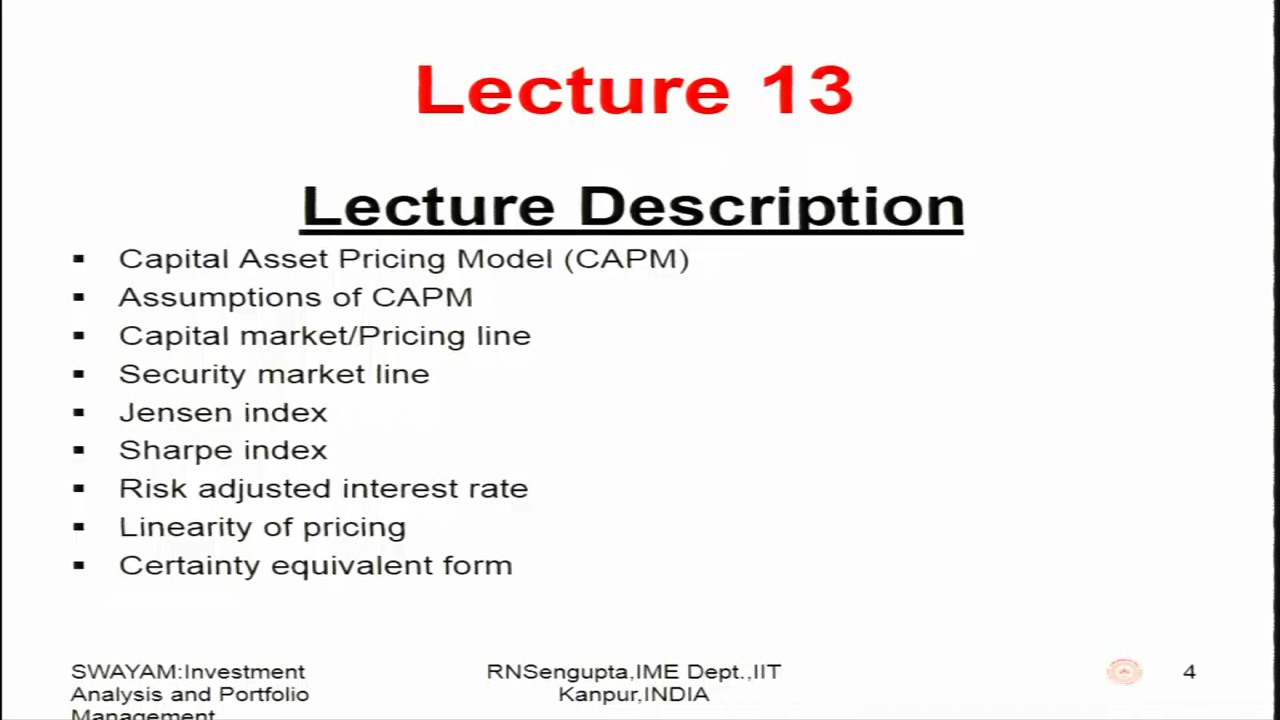 Lecture 13
Lecture Description
▪ Capital Asset Pricing Model (CAPM)
▪ Assumptions of CAPM
▪ Capital market/Pricing line
▪ Security market line
▪ Jensen index
▪ Sharpe index
▪ Risk adjusted interest rate
▪ Linearity of pricing
▪ Certainty equivalent form
SWAYAM:Investment
Analysis and Portfolio
Management
RNSengupta,IME Dept.,IIT
Kanpur,INDIA
4